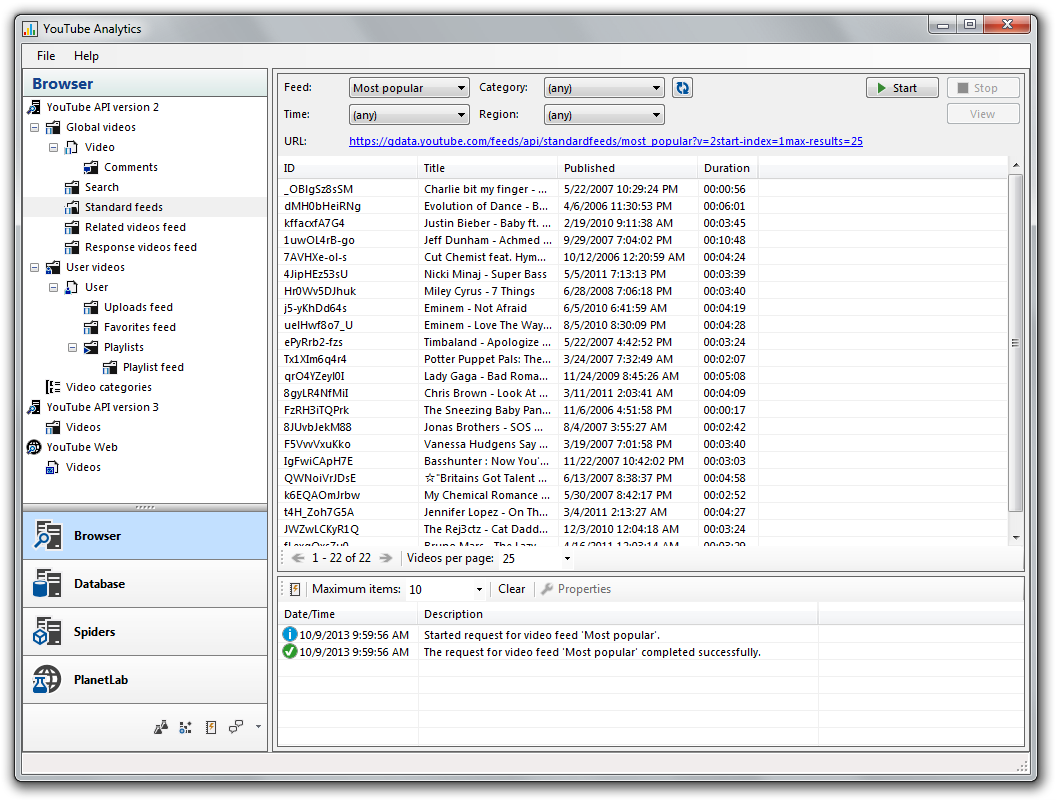 YouTube Analytics
File Help
Browser
YouTube API version 2
Global videos
Video
Comments
Search
Standard feeds
Related videos feed
Response videos feed
User videos
User
Uploads feed
Favorites feed
Playlists
Playlist feed
Video categories
YouTube API version 3
Videos
YouTube Web
Videos
Browser
Database
Spiders
PlanetLab
Feed: Most popular Category: (any) Start Stop
Time: (any) Region: (any) View
URL: https://gdata.youtube.com/feeds/api/standardfeeds/most_popular?v=2start-index=1max-results=25
ID Title Published Duration
_OBlgSz8sSM Charlie bit my finger - ... 5/22/2007 10:29:24 PM 00:00:56
dMH0bHeiRNg Evolution of Dance - B... 4/6/2006 11:30:53 PM 00:06:01
kffacxfA7G4 Justin Bieber - Baby ft. ... 2/19/2010 9:11:38 AM 00:03:45
1uwOL4rB-go Jeff Dunham - Achmed ... 9/29/2007 7:04:02 PM 00:10:48
7AVHXe-ol-s Cut Chemist feat. Hym... 10/12/2006 12:20:59 AM 00:04:24
4JipHEz53sU Nicki Minaj - Super Bass 5/5/2011 7:13:13 PM 00:03:39
Hr0Wv5DJhuk Miley Cyrus - 7 Things 6/28/2008 7:06:18 PM 00:03:40
j5-yKhDd64s Eminem - Not Afraid 6/5/2010 6:41:59 AM 00:04:19
uelHwf8o7_U Eminem - Love The Way... 8/5/2010 8:30:09 PM 00:04:28
ePyRrb2-fzs Timbaland - Apologize ... 5/22/2007 4:42:52 PM 00:03:24
Tx1XIm6q4r4 Potter Puppet Pals: The... 3/24/2007 7:32:49 AM 00:02:07
qrO4YZeyl0I Lady Gaga - Bad Roma... 11/24/2009 8:45:26 AM 00:05:08
8gyLR4NfMiI Chris Brown - Look At ... 3/11/2011 2:03:41 AM 00:04:09
FzRH3iTQPrk The Sneezing Baby Pan... 11/6/2006 4:51:58 PM 00:00:17
8JUvbJekM88 Jonas Brothers - SOS ... 8/4/2007 3:55:27 AM 00:02:42
F5VvvVxuKko Vanessa Hudgens Say ... 3/19/2007 7:01:58 PM 00:03:40
IgFwiCApH7E Basshunter : Now You'... 11/22/2007 10:42:02 PM 00:03:03
QWNoiVrJDsE ☆"Britains Got Talent ... 6/13/2007 8:38:37 PM 00:04:58
k6EQAOmJrbw My Chemical Romance ... 5/30/2007 8:42:17 PM 00:02:52
t4H_Zoh7G5A Jennifer Lopez - On Th... 3/4/2011 2:13:27 AM 00:04:27
JWZwLCKyR1Q The Rej3ctz - Cat Dadd... 12/3/2010 12:04:18 AM 00:03:24
Bruno Mars - The Lazy ... 4/16/2011 12:03:14 AM 00:03:29
1 - 22 of 22 Videos per page: 25
Maximum items: 10 Clear Properties
Date/Time Description
10/9/2013 9:59:56 AM Started request for video feed 'Most popular'.
10/9/2013 9:59:56 AM The request for video feed 'Most popular' completed successfully.